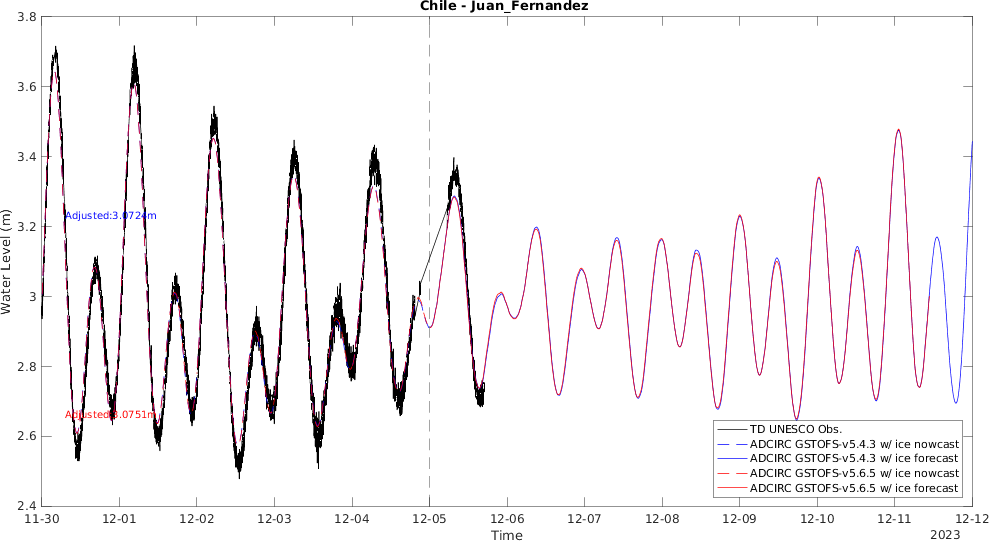 Chile - Juan_Fernandez
Water Level (m)
3.8
3.6
3.4
3.2
3
2.8
2.6
2.4
Adjusted:3.0724m
Adjusted:3.0751m
TD UNESCO Obs.
ADCIRC GSTOFS-v5.4.3 w/ ice nowcast
ADCIRC GSTOFS-v5.4.3 w/ ice forecast
ADCIRC GSTOFS-v5.6.5 w/ ice nowcast
ADCIRC GSTOFS-v5.6.5 w/ ice forecast
11-30 12-01 12-02 12-03 12-04 12-05 12-06 12-07 12-08 12-09 12-10 12-11 12-12
Time
2023